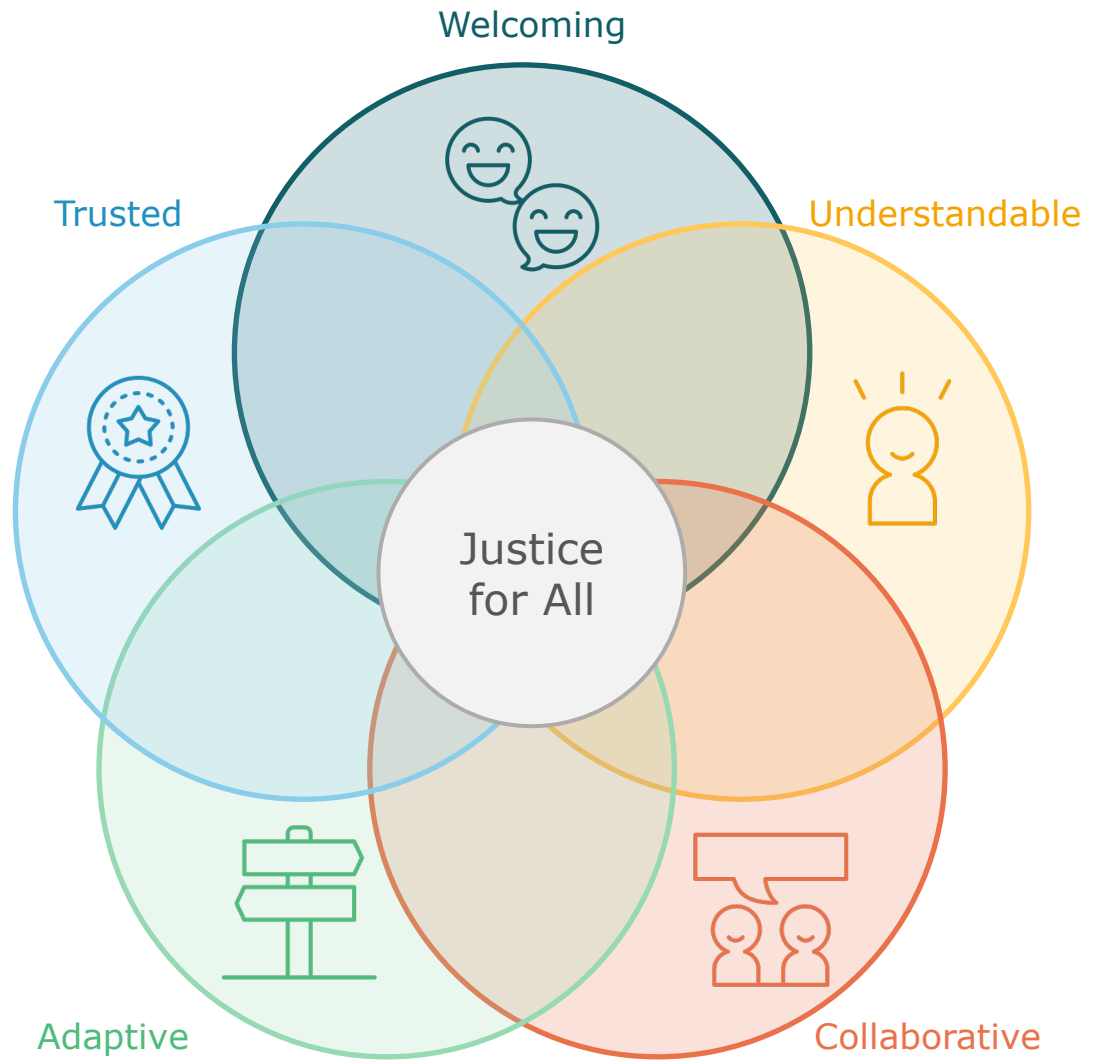 Welcoming
Trusted
Understandable
Justice
for All
Adaptive
Collaborative